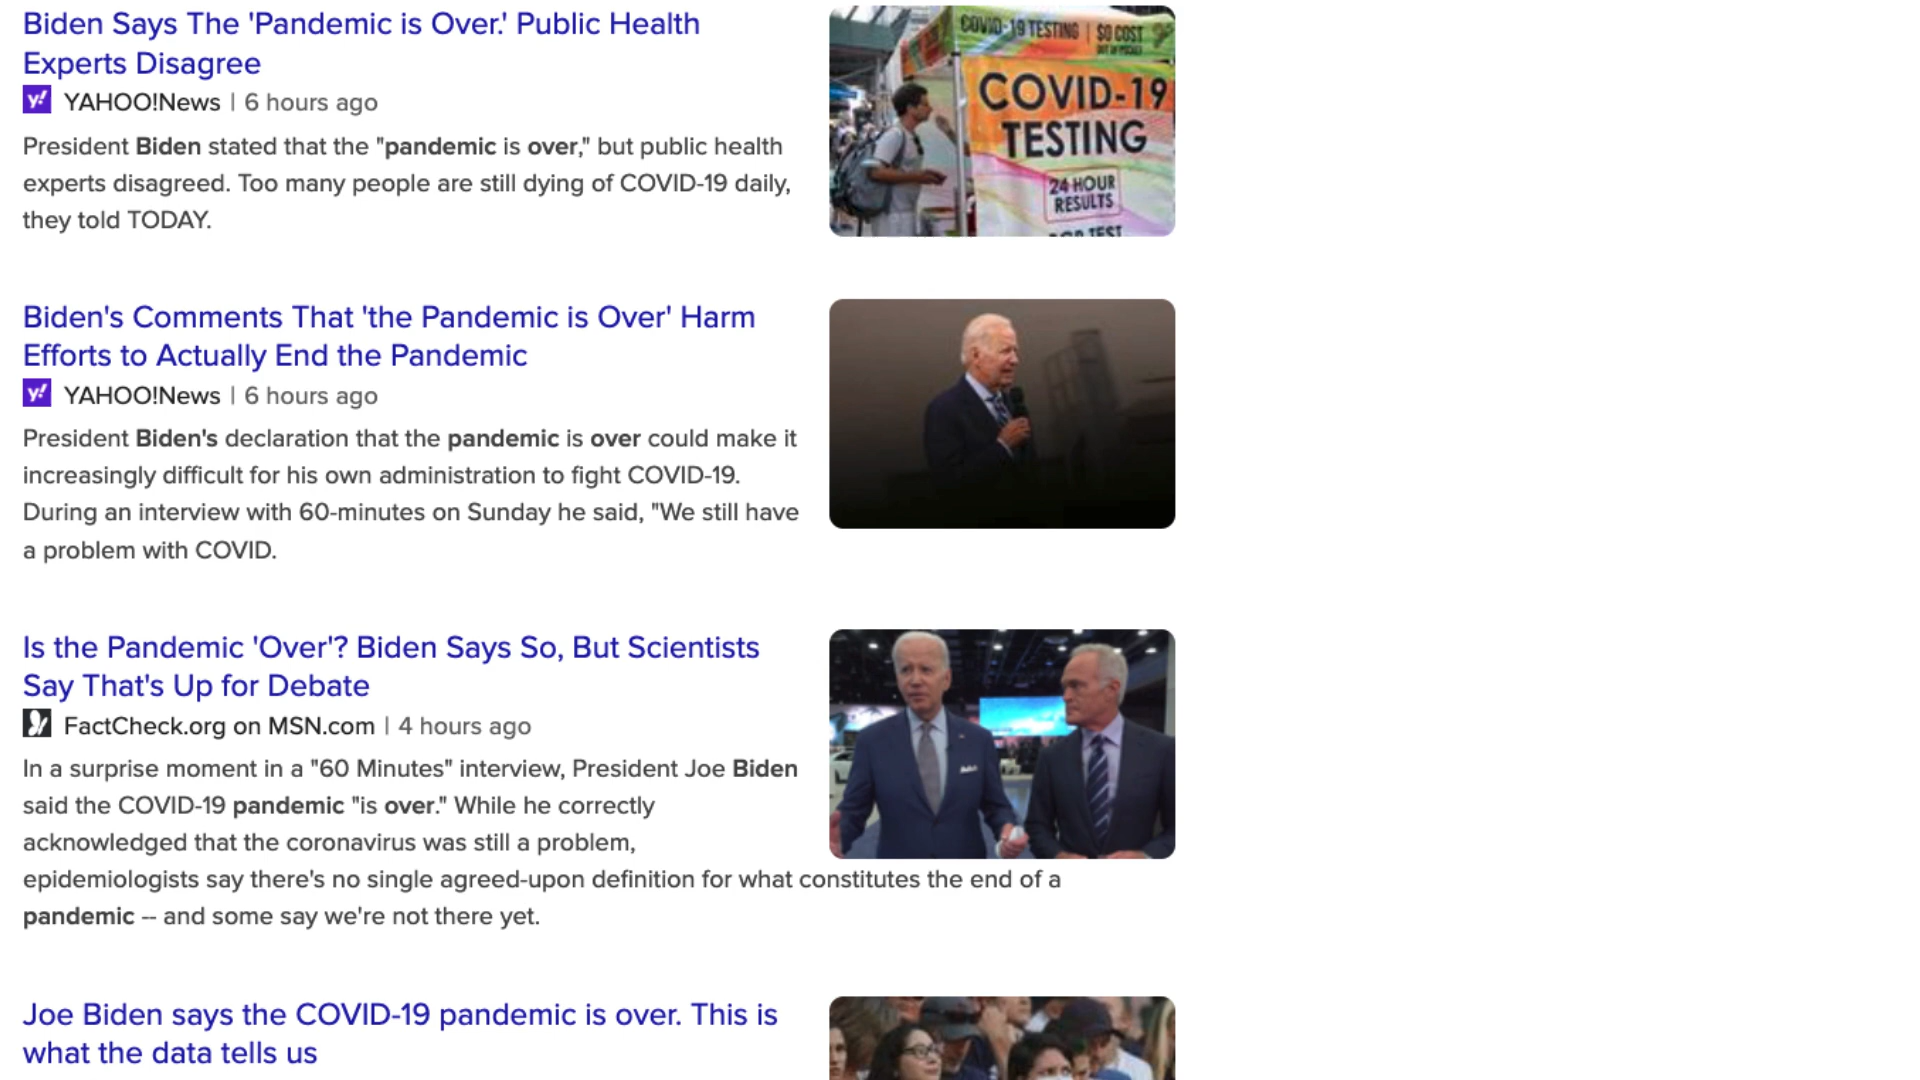 Biden Says The 'Pandemic is Over.' Public Health
Experts Disagree
y! YAHOO!News | 6 hours ago
President Biden stated that the "pandemic is over," but public health
experts disagreed. Too many people are still dying of COVID-19 daily,
they told TODAY.
COVID-19 TESTING | $0 COST
OUT OF POCKET
COVID-19
TESTING
24 HOUR
RESULTS
PCR TEST
Biden's Comments That 'the Pandemic is Over' Harm
Efforts to Actually End the Pandemic
y! YAHOO!News | 6 hours ago
President Biden's declaration that the pandemic is over could make it
increasingly difficult for his own administration to fight COVID-19.
During an interview with 60-minutes on Sunday he said, "We still have
a problem with COVID.
Is the Pandemic 'Over'? Biden Says So, But Scientists
Say That's Up for Debate
FactCheck.org on MSN.com | 4 hours ago
In a surprise moment in a "60 Minutes" interview, President Joe Biden
said the COVID-19 pandemic "is over." While he correctly
acknowledged that the coronavirus was still a problem,
epidemiologists say there's no single agreed-upon definition for what constitutes the end of a
pandemic -- and some say we're not there yet.
Joe Biden says the COVID-19 pandemic is over. This is
what the data tells us